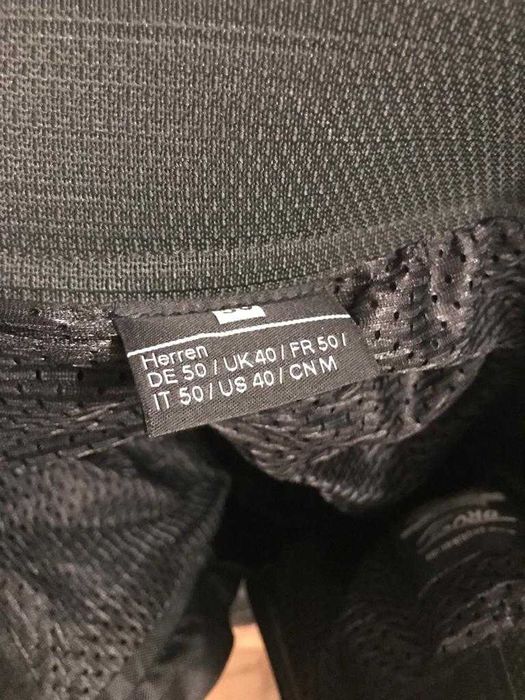 Herren
DE 50 / UK 40 / FR 50 /
IT 50 / US 40 / CN M